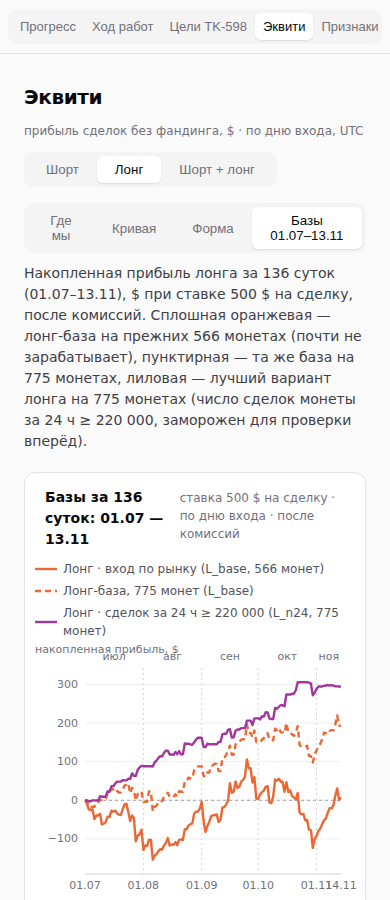 Прогресс Ход работ Цели TK-598 Эквити Признаки
Эквити
прибыль сделок без фандинга, $ · по дню входа, UTC
Шорт Лонг Шорт + лонг
Где мы Кривая Форма Базы 01.07–13.11
Накопленная прибыль лонга за 136 суток
(01.07–13.11), $ при ставке 500 $ на сделку,
после комиссий. Сплошная оранжевая —
лонг-база на прежних 566 монетах (почти не
зарабатывает), пунктирная — та же база на
775 монетах, лиловая — лучший вариант
лонга на 775 монетах (число сделок монеты
за 24 ч ≥ 220 000, заморожен для проверки
вперёд).
Базы за 136
суток: 01.07 —
13.11
ставка 500 $ на сделку ·
по дню входа · после
комиссий
Лонг · вход по рынку (L_base, 566 монет)
Лонг-база, 775 монет (L_base)
Лонг · сделок за 24 ч ≥ 220 000 (L_n24, 775
монет)
накопленная прибыль, $
июл авг сен окт ноя
300
200
100
0
−100
01.07 01.08 01.09 01.10 01.11 14.11